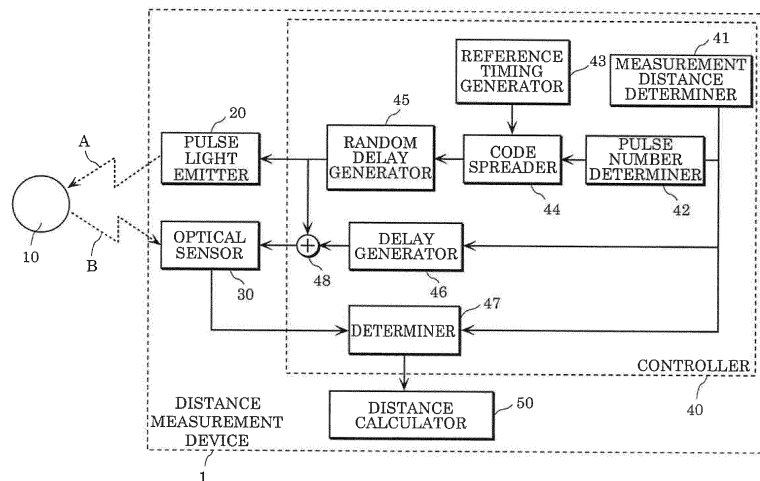 41
43
REFERENCE
TIMING
GENERATOR
MEASUREMENT
DISTANCE
DETERMINER
45
20
A
PULSE
LIGHT
EMITTER
RANDOM
DELAY
GENERATOR
CODE
SPREADER
PULSE
NUMBER
DETERMINER
44
42
10
B
OPTICAL
SENSOR
30
48
DELAY
GENERATOR
46
47
DETERMINER
CONTROLLER
40
DISTANCE
MEASUREMENT
DEVICE
1
DISTANCE
CALCULATOR
50